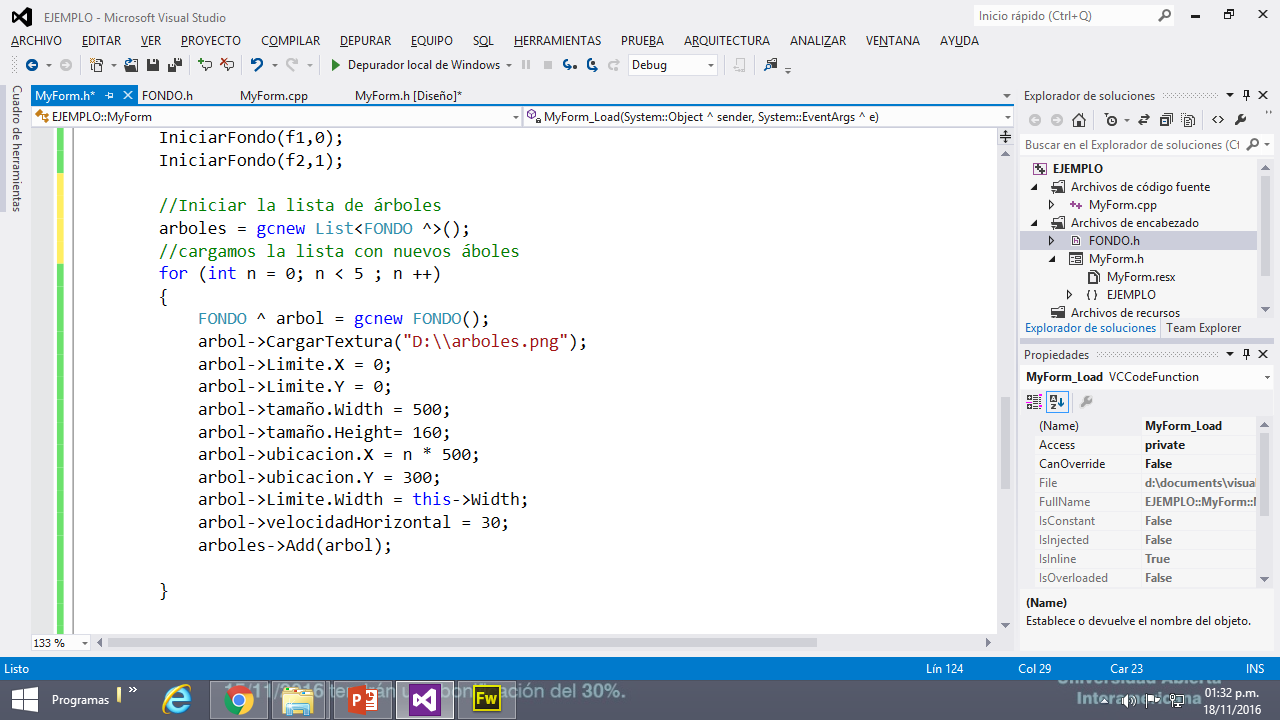 EJEMPLO - Microsoft Visual Studio
Inicio rápido (Ctrl+Q)
ARCHIVO EDITAR VER PROYECTO COMPILAR DEPURAR EQUIPO SQL HERRAMIENTAS PRUEBA ARQUITECTURA ANALIZAR VENTANA AYUDA
Depurador local de Windows Debug
Cuadro de herramientas
MyForm.h* FONDO.h MyForm.cpp MyForm.h [Diseño]*
EJEMPLO::MyForm MyForm_Load(System::Object ^ sender, System::EventArgs ^ e)
IniciarFondo(f1,0);
IniciarFondo(f2,1);
//Iniciar la lista de árboles
arboles = gcnew List<FONDO ^>();
//cargamos la lista con nuevos áboles
for (int n = 0; n < 5 ; n ++)
{
FONDO ^ arbol = gcnew FONDO();
arbol->CargarTextura("D:\\arboles.png");
arbol->Limite.X = 0;
arbol->Limite.Y = 0;
arbol->tamaño.Width = 500;
arbol->tamaño.Height= 160;
arbol->ubicacion.X = n * 500;
arbol->ubicacion.Y = 300;
arbol->Limite.Width = this->Width;
arbol->velocidadHorizontal = 30;
arboles->Add(arbol);
}
133 %
Explorador de soluciones
Buscar en el Explorador de soluciones (Ct
EJEMPLO
Archivos de código fuente
MyForm.cpp
Archivos de encabezado
FONDO.h
MyForm.h
MyForm.resx
{ } EJEMPLO
Archivos de recursos
Explorador de soluciones Team Explorer
Propiedades
MyForm_Load VCCodeFunction
(Name) MyForm_Load
Access private
CanOverride False
File d:\documents\visua
FullName EJEMPLO::MyForm::
IsConstant False
IsInjected False
IsInline True
IsOverloaded False
(Name)
Establece o devuelve el nombre del objeto.
Listo Lín 124 Col 29 Car 23 INS
Programas
Fw
01:32 p.m.
18/11/2016
del 30%.